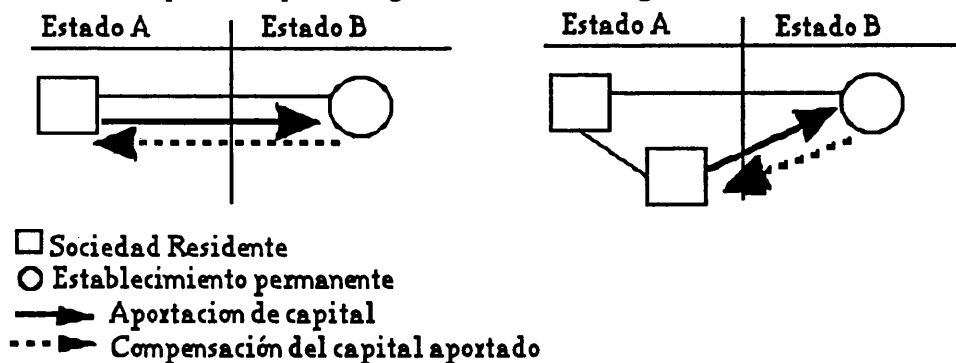 Estado A Estado B Estado A Estado B
Sociedad Residente
Establecimiento permanente
Aportacion de capital
Compensación del capital aportado